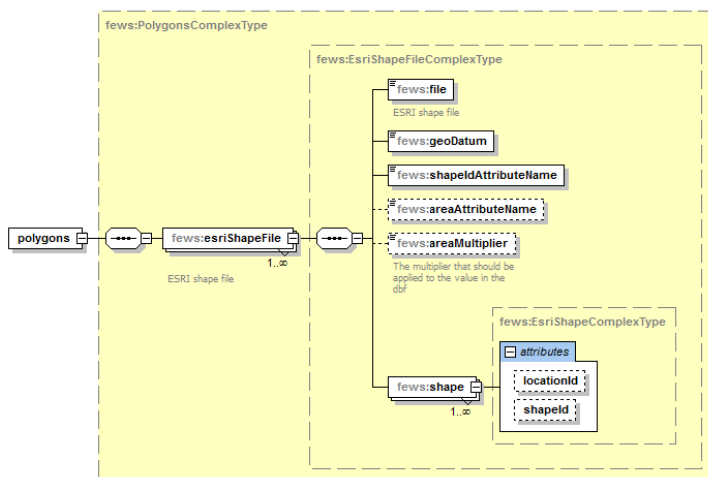 fews:PolygonsComplexType
fews:EsriShapeFileComplexType
fews:file
ESRI shape file
fews:geoDatum
fews:shapeIdAttributeName
fews:areaAttributeName
polygons
fews:esriShapeFile
fews:areaMultiplier
1..∞
ESRI shape file
The multiplier that should be
applied to the value in the
dbf
fews:EsriShapeComplexType
attributes
locationId
fews:shape
1..∞
shapeId